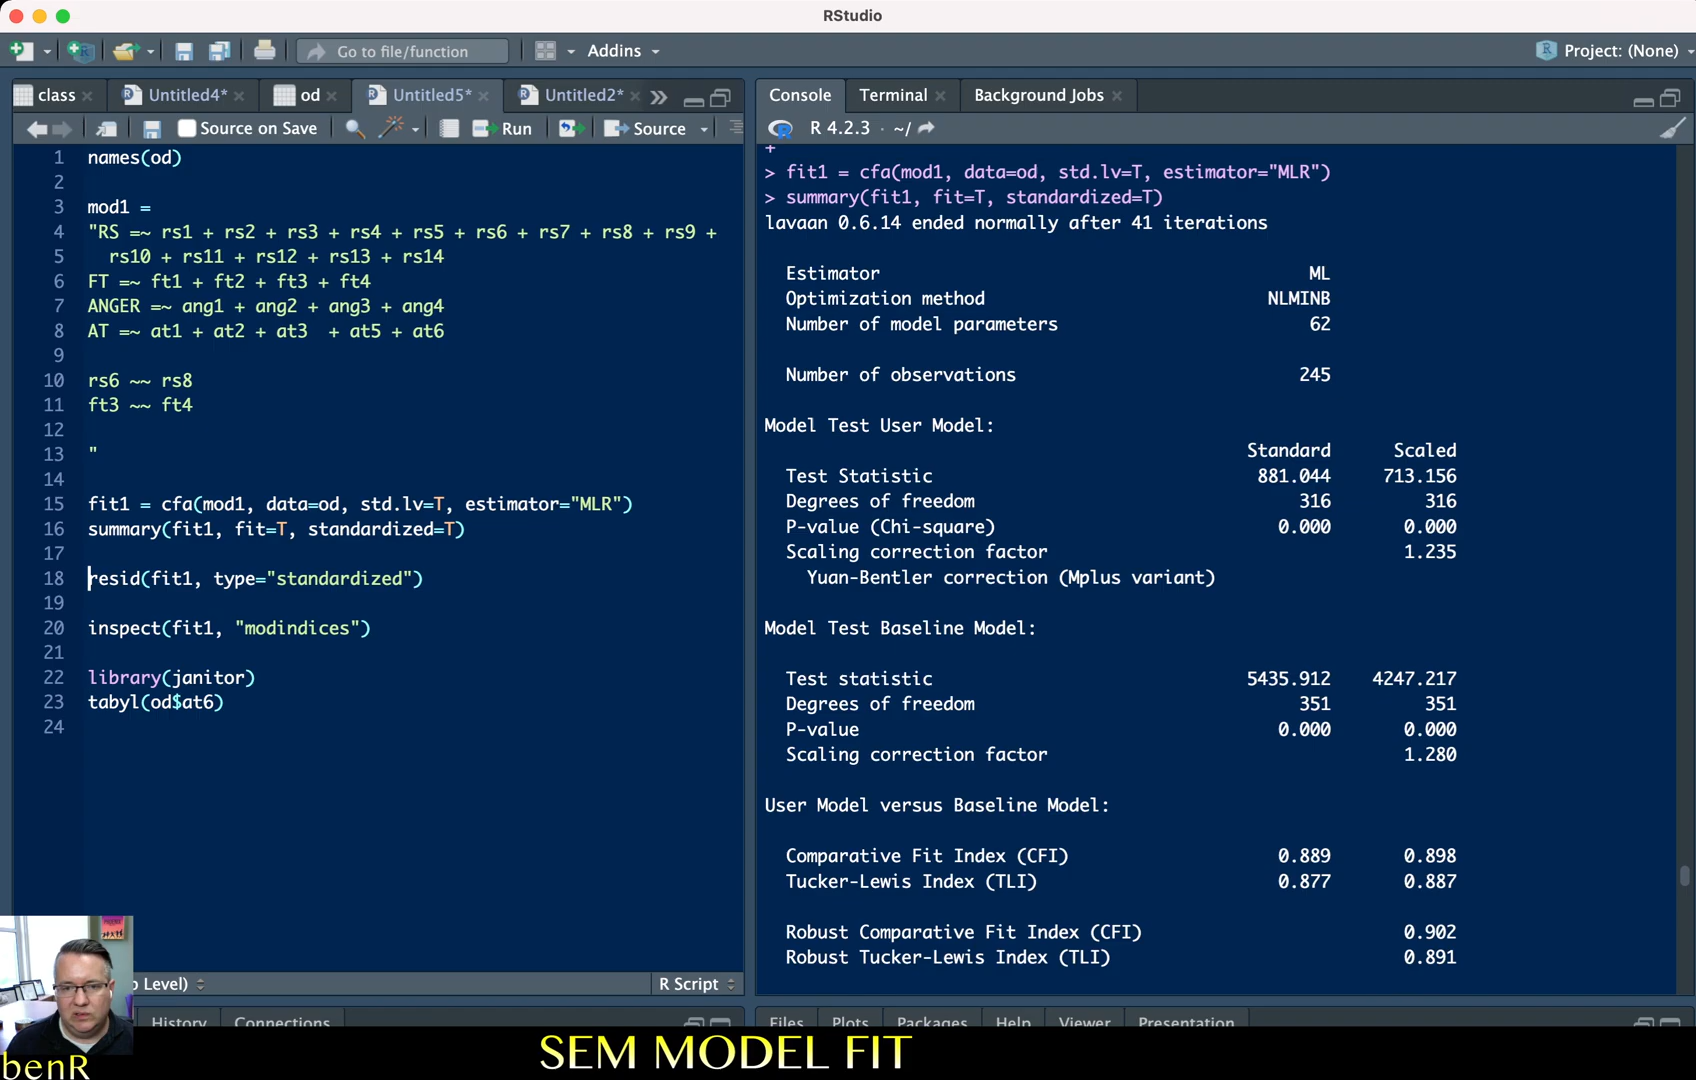 RStudio
Go to file/function
Addins
Project: (None)
class
Untitled4*
od
Untitled5*
Untitled2*
Source on Save
Run
Source
1 names(od)
2
3 mod1 =
4 "RS =~ rs1 + rs2 + rs3 + rs4 + rs5 + rs6 + rs7 + rs8 + rs9 +
5 rs10 + rs11 + rs12 + rs13 + rs14
6 FT =~ ft1 + ft2 + ft3 + ft4
7 ANGER =~ ang1 + ang2 + ang3 + ang4
8 AT =~ at1 + at2 + at3  + at5 + at6
9
10 rs6 ~~ rs8
11 ft3 ~~ ft4
12
13 "
14
15 fit1 = cfa(mod1, data=od, std.lv=T, estimator="MLR")
16 summary(fit1, fit=T, standardized=T)
17
18 resid(fit1, type="standardized")
19
20 inspect(fit1, "modindices")
21
22 library(janitor)
23 tabyl(od$at6)
24
Level)
R Script
History
Connections
Console
Terminal
Background Jobs
R 4.2.3 · ~/
+
> fit1 = cfa(mod1, data=od, std.lv=T, estimator="MLR")
> summary(fit1, fit=T, standardized=T)
lavaan 0.6.14 ended normally after 41 iterations
Estimator ML
Optimization method NLMINB
Number of model parameters 62
Number of observations 245
Model Test User Model:
Standard Scaled
Test Statistic 881.044 713.156
Degrees of freedom 316 316
P-value (Chi-square) 0.000 0.000
Scaling correction factor 1.235
Yuan-Bentler correction (Mplus variant)
Model Test Baseline Model:
Test statistic 5435.912 4247.217
Degrees of freedom 351 351
P-value 0.000 0.000
Scaling correction factor 1.280
User Model versus Baseline Model:
Comparative Fit Index (CFI) 0.889 0.898
Tucker-Lewis Index (TLI) 0.877 0.887
Robust Comparative Fit Index (CFI) 0.902
Robust Tucker-Lewis Index (TLI) 0.891
Files
Plots
Packages
Help
Viewer
Presentation
benR
SEM MODEL FIT